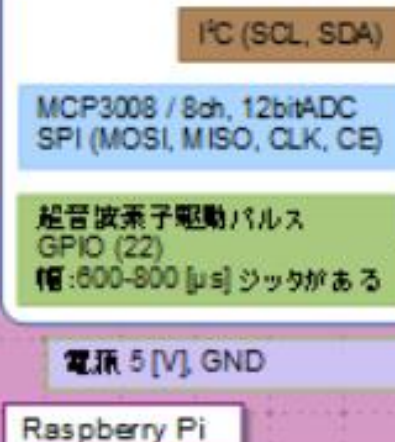 I²C (SCL, SDA)
MCP3008 / 8ch, 12bitADC
SPI (MOSI, MISO, CLK, CE)
超音波素子駆動パルス
GPIO (22)
幅:600-800 [μs] ジッタがある
電源 5 [V], GND
Raspberry Pi